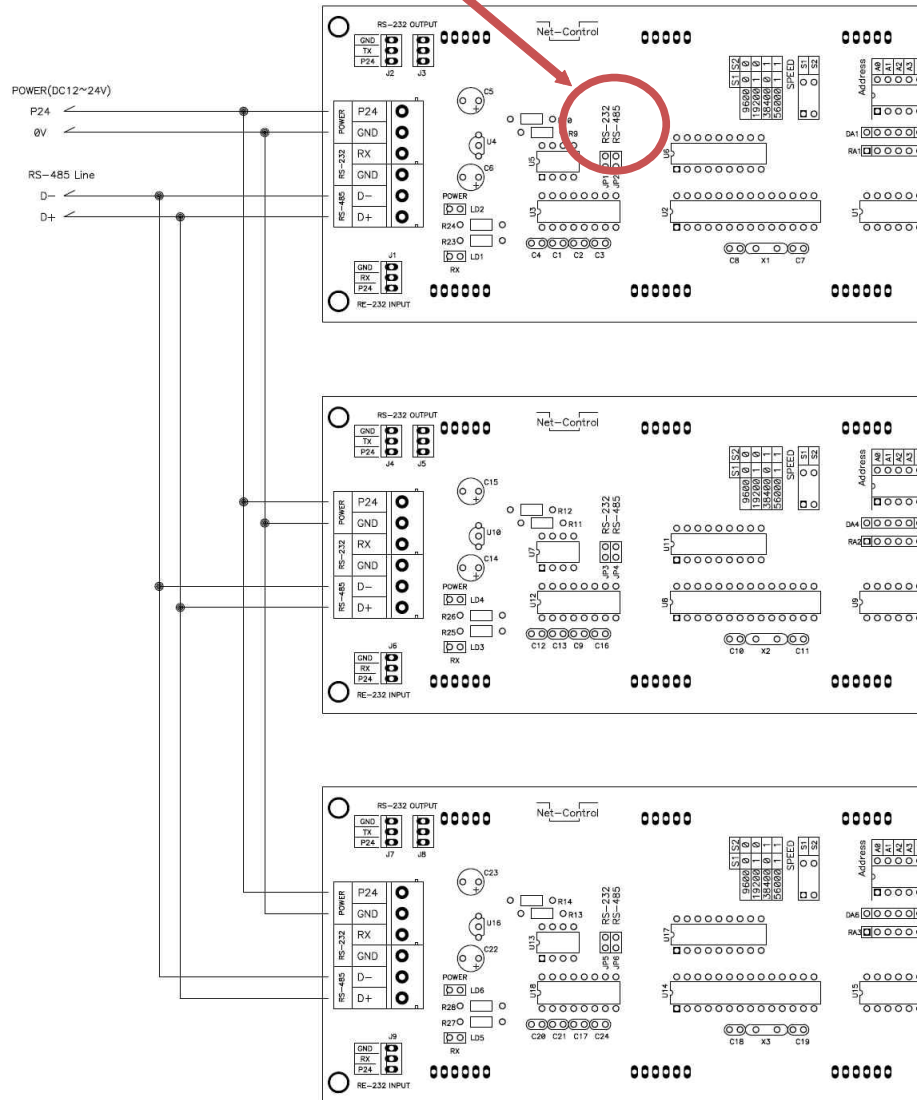 POWER(DC12~24V)
P24
0V
RS-485 Line
D-
D+
RS-232 OUTPUT
GND
TX
P24
J2 J3
Net-Control
POWER
P24
GND
RS-232
RX
GND
RS-485
D-
D+
J1
GND
RX
P24
RE-232 INPUT
C5
U4
C6
POWER
LD2
R24
R23
LD1
RX
R9
U5
RS-232
RS-485
JP1 JP2
U3
C4 C1 C2 C3
U6
U2
C8 X1 C7
S1 S2
9600 0 0
19200 1 0
38400 0 1
56000 1 1
SPEED
S1
S2
Address
A0
A1
A2
A3
DA1
RA1
U1
RS-232 OUTPUT
GND
TX
P24
J4 J5
Net-Control
POWER
P24
GND
RS-232
RX
GND
RS-485
D-
D+
J6
GND
RX
P24
RE-232 INPUT
C15
U10
C14
POWER
LD4
R26
R25
LD3
RX
R12
R11
U7
RS-232
RS-485
JP3 JP4
U12
C12 C13 C9 C16
U11
U8
C10 X2 C11
S1 S2
9600 0 0
19200 1 0
38400 0 1
56000 1 1
SPEED
S1
S2
Address
A0
A1
A2
A3
DA4
RA2
U9
RS-232 OUTPUT
GND
TX
P24
J7 J8
Net-Control
POWER
P24
GND
RS-232
RX
GND
RS-485
D-
D+
J9
GND
RX
P24
RE-232 INPUT
C23
U16
C22
POWER
LD6
R28
R27
LD5
RX
R14
R13
U13
RS-232
RS-485
JP5 JP6
U18
C20 C21 C17 C24
U17
U14
C18 X3 C19
S1 S2
9600 0 0
19200 1 0
38400 0 1
56000 1 1
SPEED
S1
S2
Address
A0
A1
A2
A3
DA6
RA3
U15